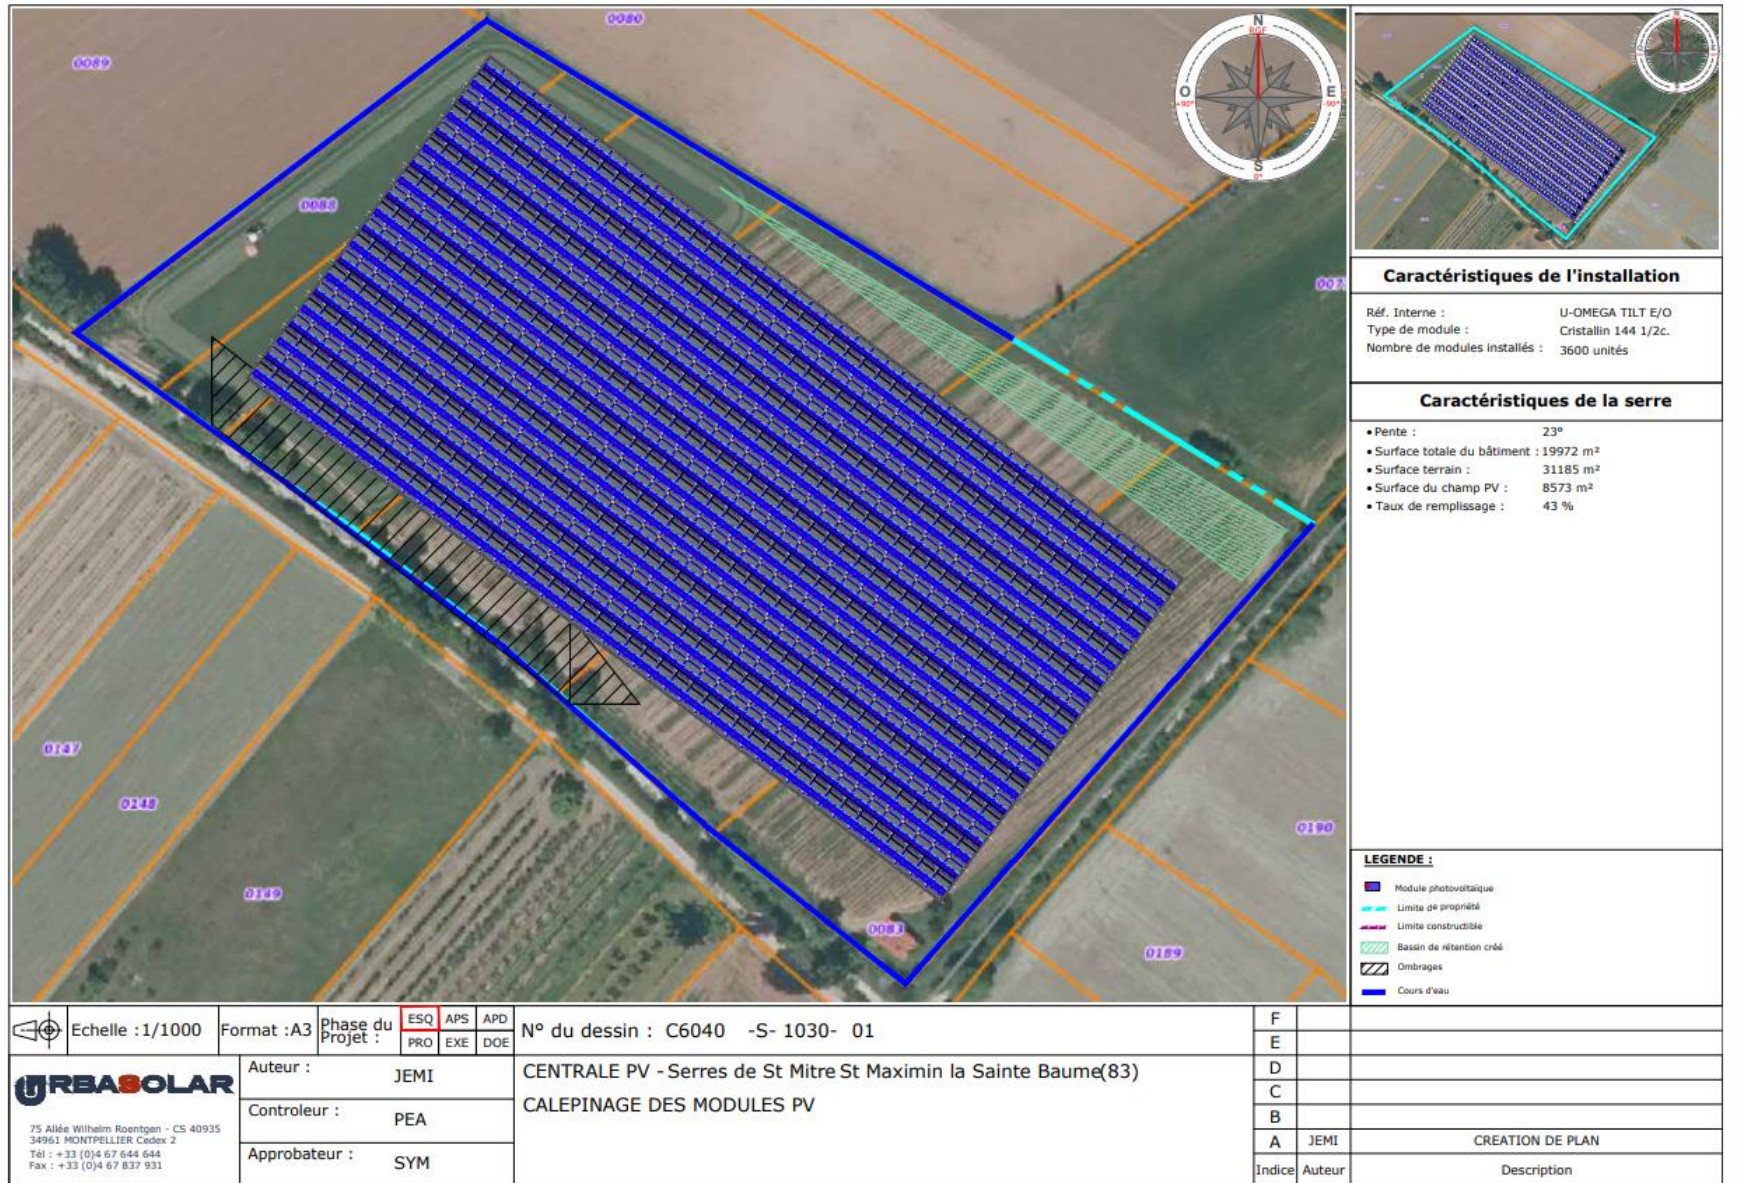 0080
0089
0088
0077
0147
0148
0149
0083
0190
0189
N
RGF
O
+90°
E
-90°
S
0°
Caractéristiques de l'installation
Réf. Interne : U-OMEGA TILT E/O
Type de module : Cristallin 144 1/2c.
Nombre de modules installés : 3600 unités
Caractéristiques de la serre
• Pente : 23°
• Surface totale du bâtiment : 19972 m²
• Surface terrain : 31185 m²
• Surface du champ PV : 8573 m²
• Taux de remplissage : 43 %
LEGENDE :
Module photovoltaïque
Limite de propriété
Limite constructible
Bassin de rétention créé
Ombrages
Cours d'eau
Echelle :1/1000
Format :A3
Phase du Projet :
ESQ APS APD
PRO EXE DOE
N° du dessin : C6040 -S- 1030- 01
URBASOLAR
75 Allée Wilhelm Roentgen - CS 40935
34961 MONTPELLIER Cedex 2
Tél : +33 (0)4 67 644 644
Fax : +33 (0)4 67 837 931
Auteur : JEMI
Controleur : PEA
Approbateur : SYM
CENTRALE PV - Serres de St Mitre St Maximin la Sainte Baume(83)
CALEPINAGE DES MODULES PV
F
E
D
C
B
A JEMI CREATION DE PLAN
Indice Auteur Description